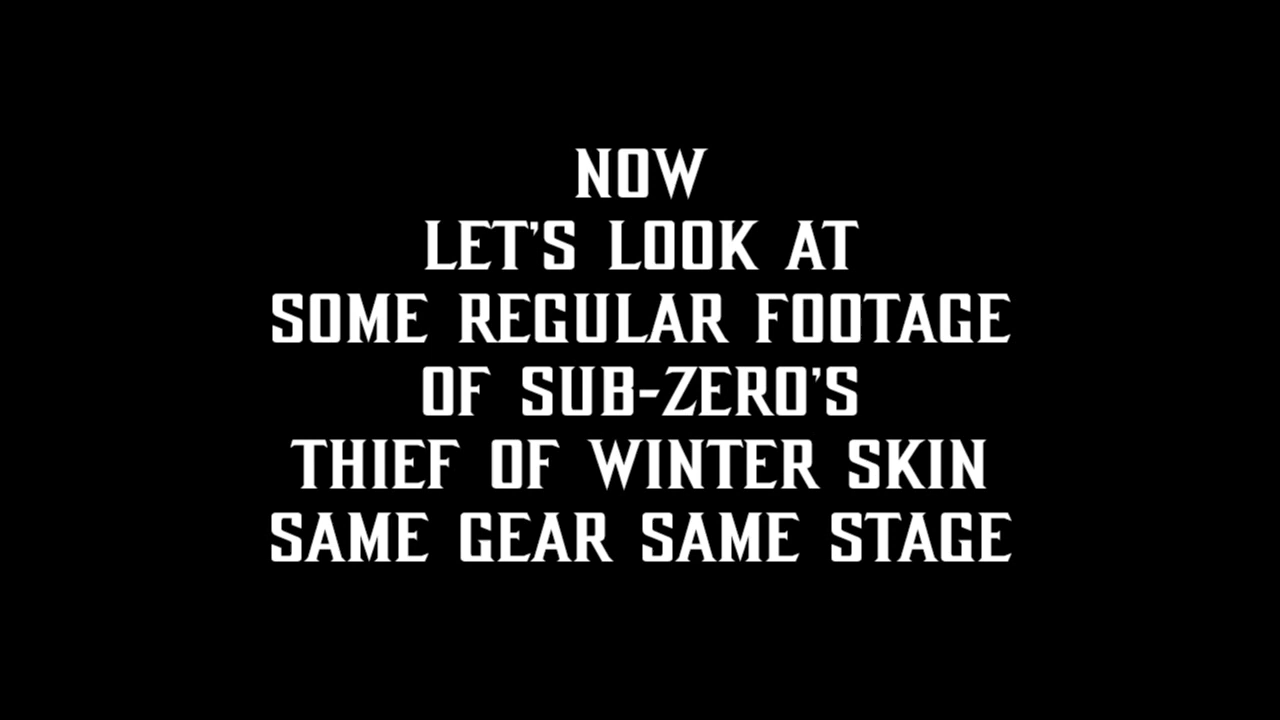 NOW
LET'S LOOK AT
SOME REGULAR FOOTAGE
OF SUB-ZERO'S
THIEF OF WINTER SKIN
SAME GEAR SAME STAGE